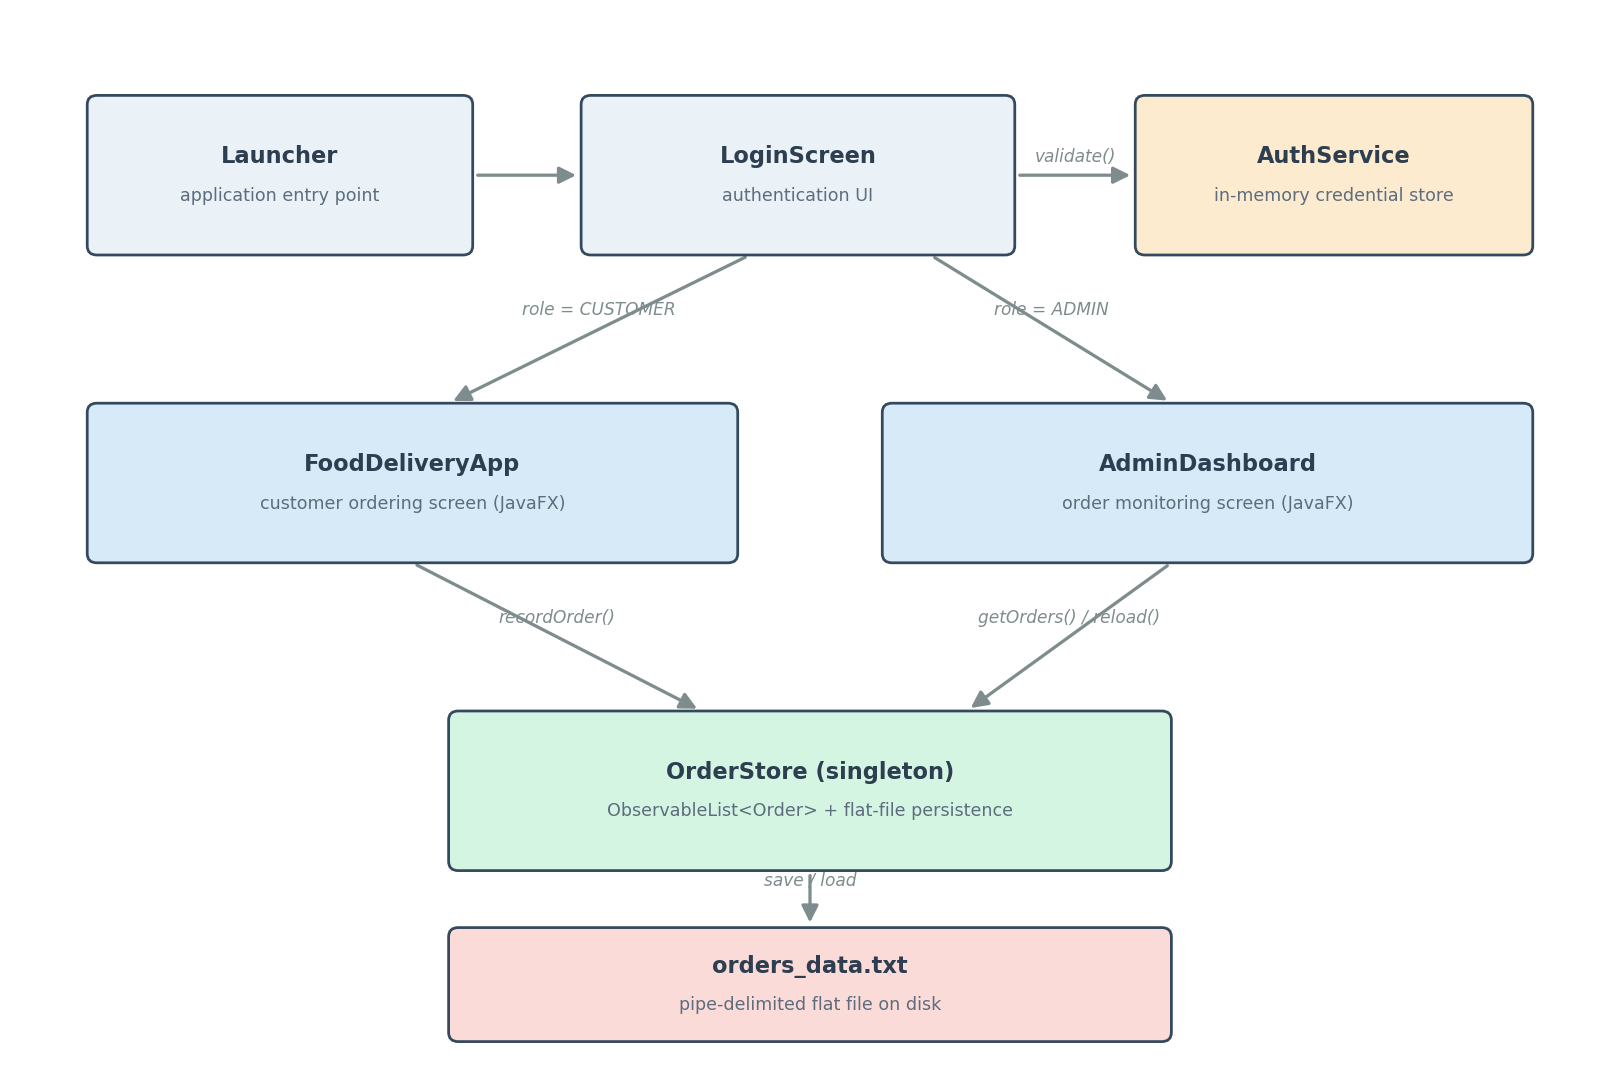 Launcher
application entry point
LoginScreen
authentication UI
validate()
AuthService
in-memory credential store
role = CUSTOMER
role = ADMIN
FoodDeliveryApp
customer ordering screen (JavaFX)
AdminDashboard
order monitoring screen (JavaFX)
recordOrder()
getOrders() / reload()
OrderStore (singleton)
ObservableList<Order> + flat-file persistence
save / load
orders_data.txt
pipe-delimited flat file on disk